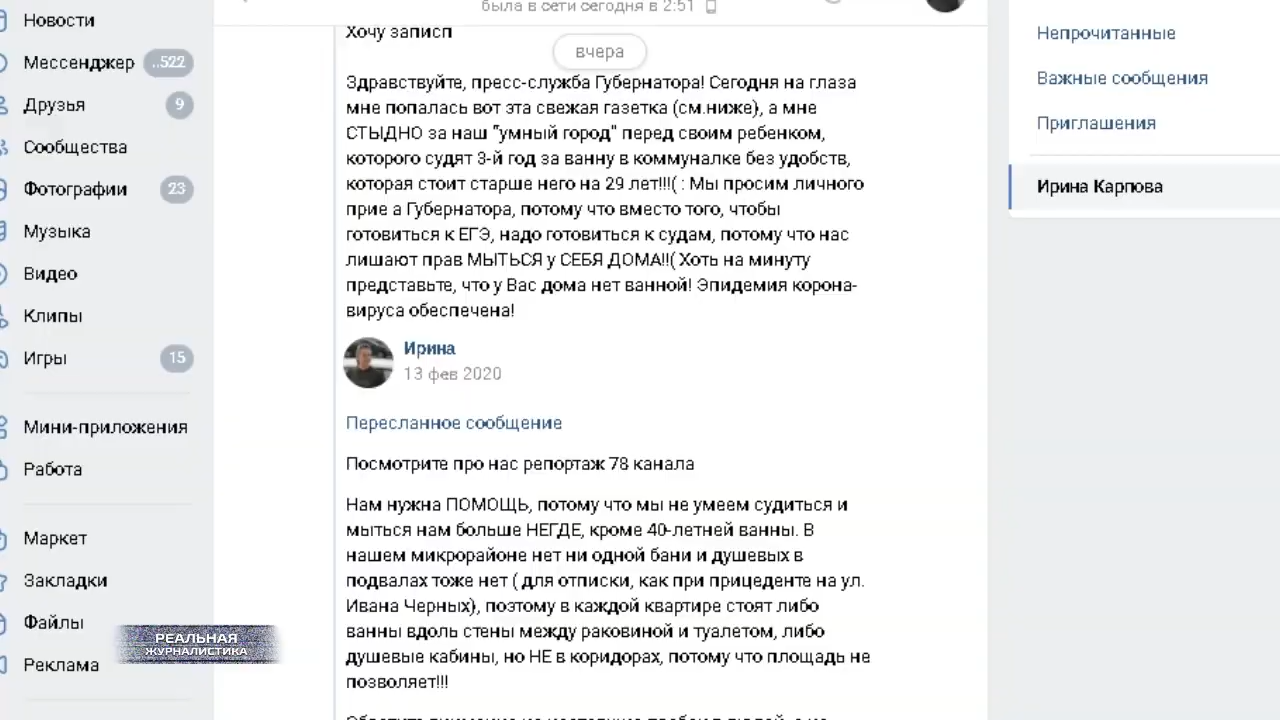 Новости
Мессенджер ..522
Друзья 9
Сообщества
Фотографии 23
Музыка
Видео
Клипы
Игры 15
Мини-приложения
Работа
Маркет
Закладки
Файлы
Реклама
РЕАЛЬНАЯ
ЖУРНАЛИСТИКА
была в сети сегодня в 2:51
Хочу записп
вчера
Здравствуйте, пресс-служба Губернатора! Сегодня на глаза
мне попалась вот эта свежая газетка (см.ниже), а мне
СТЫДНО за наш "умный город" перед своим ребенком,
которого судят 3-й год за ванну в коммуналке без удобств,
которая стоит старше него на 29 лет!!!( : Мы просим личного
прие а Губернатора, потому что вместо того, чтобы
готовиться к ЕГЭ, надо готовиться к судам, потому что нас
лишают прав МЫТЬСЯ у СЕБЯ ДОМА!!( Хоть на минуту
представьте, что у Вас дома нет ванной! Эпидемия корона-
вируса обеспечена!
Ирина
13 фев 2020
Пересланное сообщение
Посмотрите про нас репортаж 78 канала
Нам нужна ПОМОЩЬ, потому что мы не умеем судиться и
мыться нам больше НЕГДЕ, кроме 40-летней ванны. В
нашем микрорайоне нет ни одной бани и душевых в
подвалах тоже нет ( для отписки, как при прицеденте на ул.
Ивана Черных), поэтому в каждой квартире стоят либо
ванны вдоль стены между раковиной и туалетом, либо
душевые кабины, но НЕ в коридорах, потому что площадь не
позволяет!!!
Непрочитанные
Важные сообщения
Приглашения
Ирина Карпова